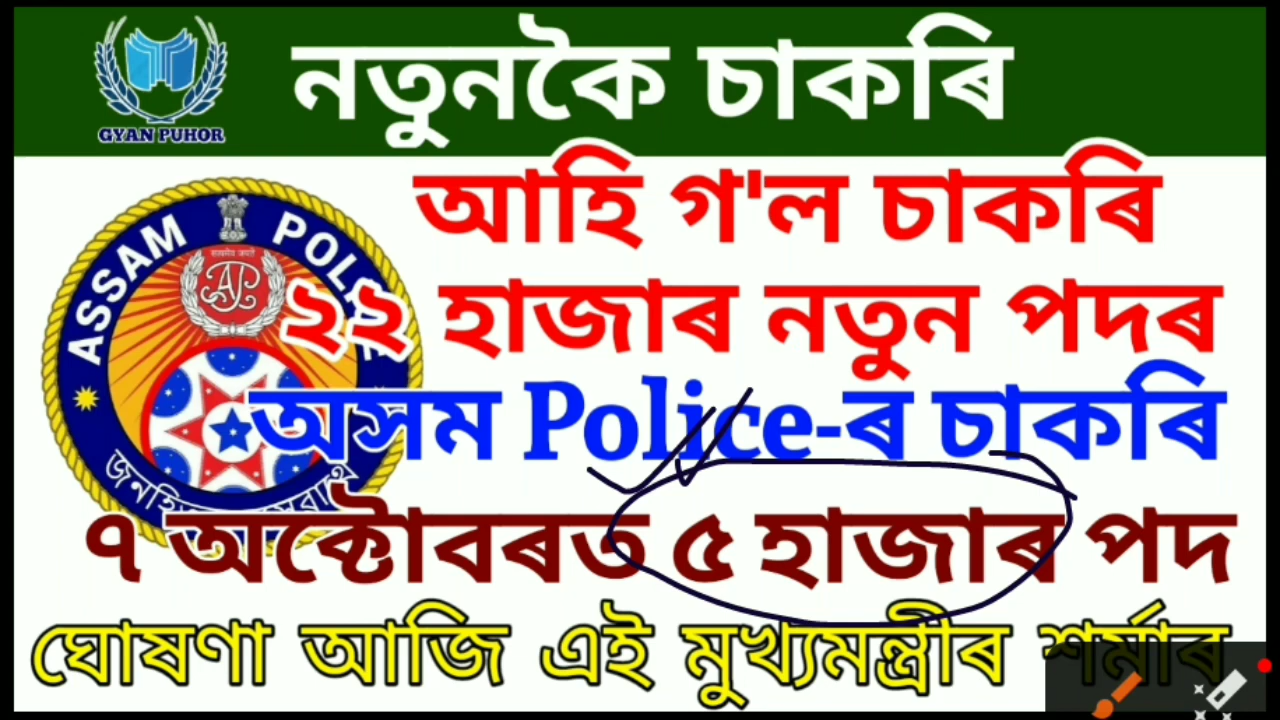 GYAN PUHOR
নতুনকৈ চাকৰি
আহি গ'ল চাকৰি
ASSAM POLICE
২২ হাজাৰ নতুন পদৰ
অসম Police-ৰ চাকৰি
৭ অক্টোবৰত ৫ হাজাৰ পদ
ঘোষণা আজি এই মুখ্যমন্ত্ৰীৰ শৰ্মাৰ